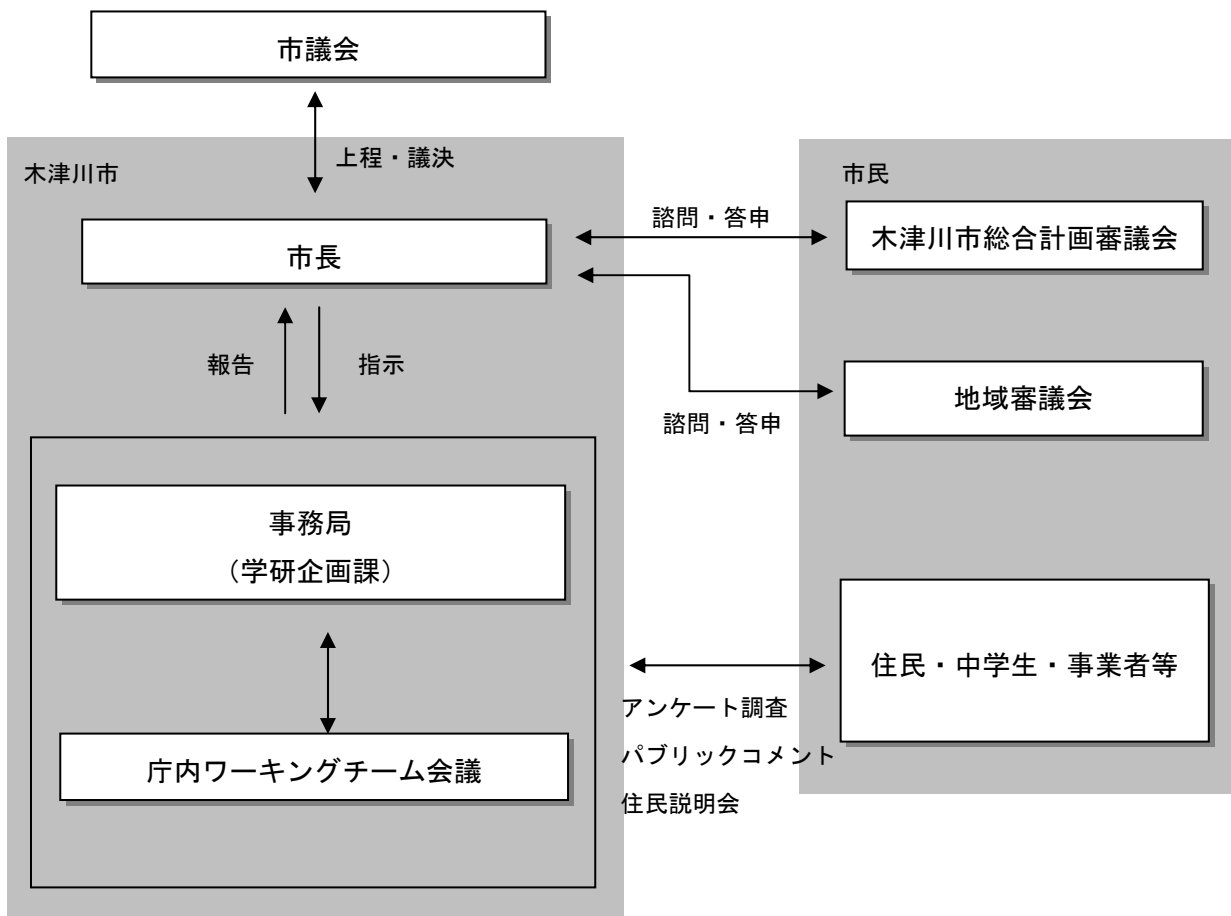 市議会
上程・議決
木津川市
市長
報告
指示
事務局
（学研企画課）
庁内ワーキングチーム会議
諮問・答申
諮問・答申
アンケート調査
パブリックコメント
住民説明会
市民
木津川市総合計画審議会
地域審議会
住民・中学生・事業者等